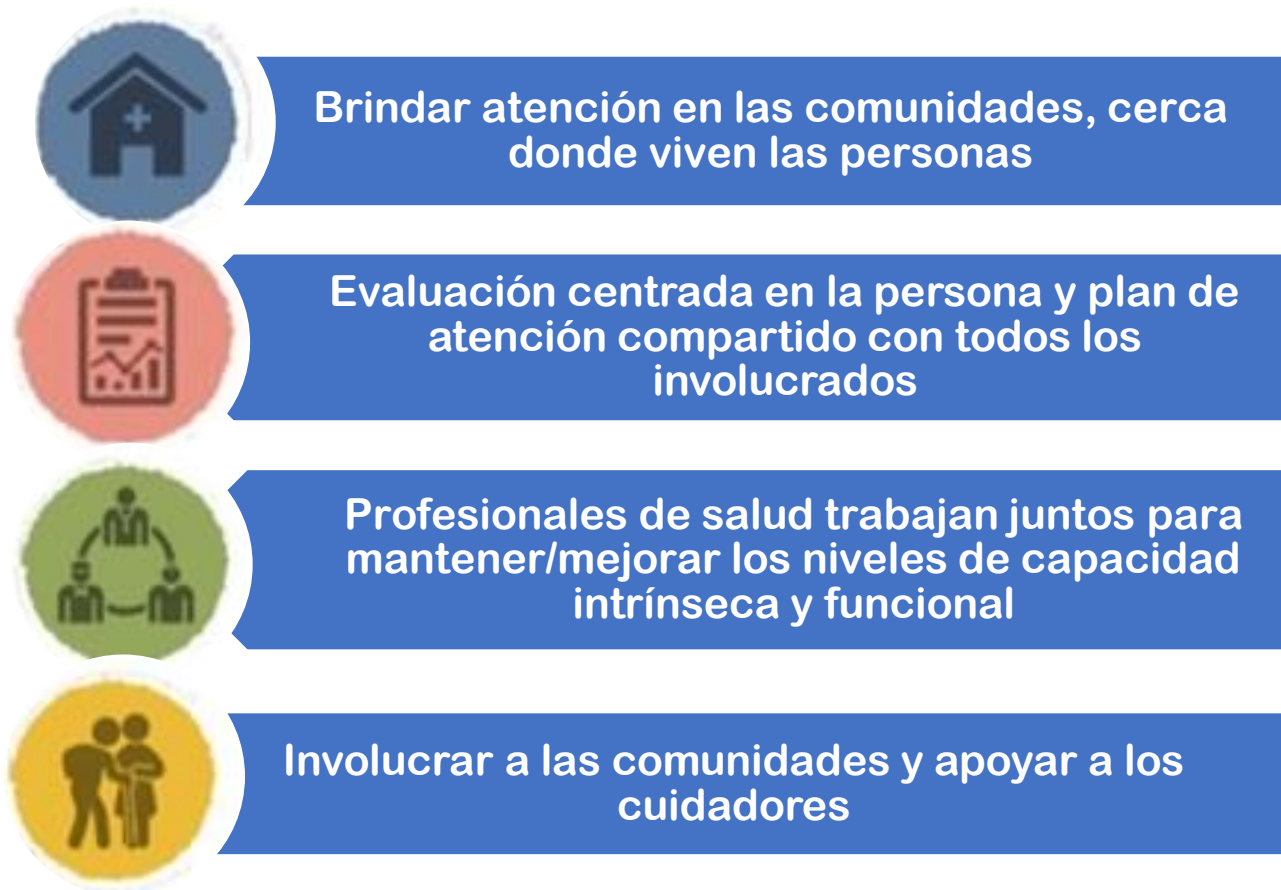 Brindar atención en las comunidades, cerca
donde viven las personas
Evaluación centrada en la persona y plan de
atención compartido con todos los
involucrados
Profesionales de salud trabajan juntos para
mantener/mejorar los niveles de capacidad
intrínseca y funcional
Involucrar a las comunidades y apoyar a los
cuidadores